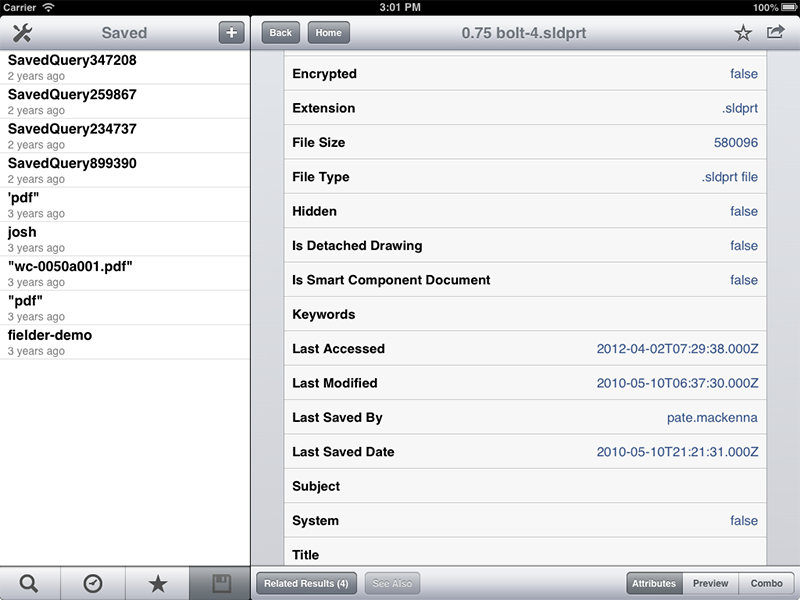 Carrier 3:01 PM 100%
Saved + Back Home 0.75 bolt-4.sldprt
SavedQuery347208
2 years ago
SavedQuery259867
2 years ago
SavedQuery234737
2 years ago
SavedQuery899390
2 years ago
'pdf"
3 years ago
josh
3 years ago
"wc-0050a001.pdf"
3 years ago
"pdf"
3 years ago
fielder-demo
3 years ago
Encrypted false
Extension .sldprt
File Size 580096
File Type .sldprt file
Hidden false
Is Detached Drawing false
Is Smart Component Document false
Keywords
Last Accessed 2012-04-02T07:29:38.000Z
Last Modified 2010-05-10T06:37:30.000Z
Last Saved By pate.mackenna
Last Saved Date 2010-05-10T21:21:31.000Z
Subject
System false
Title
Related Results (4) See Also Attributes Preview Combo